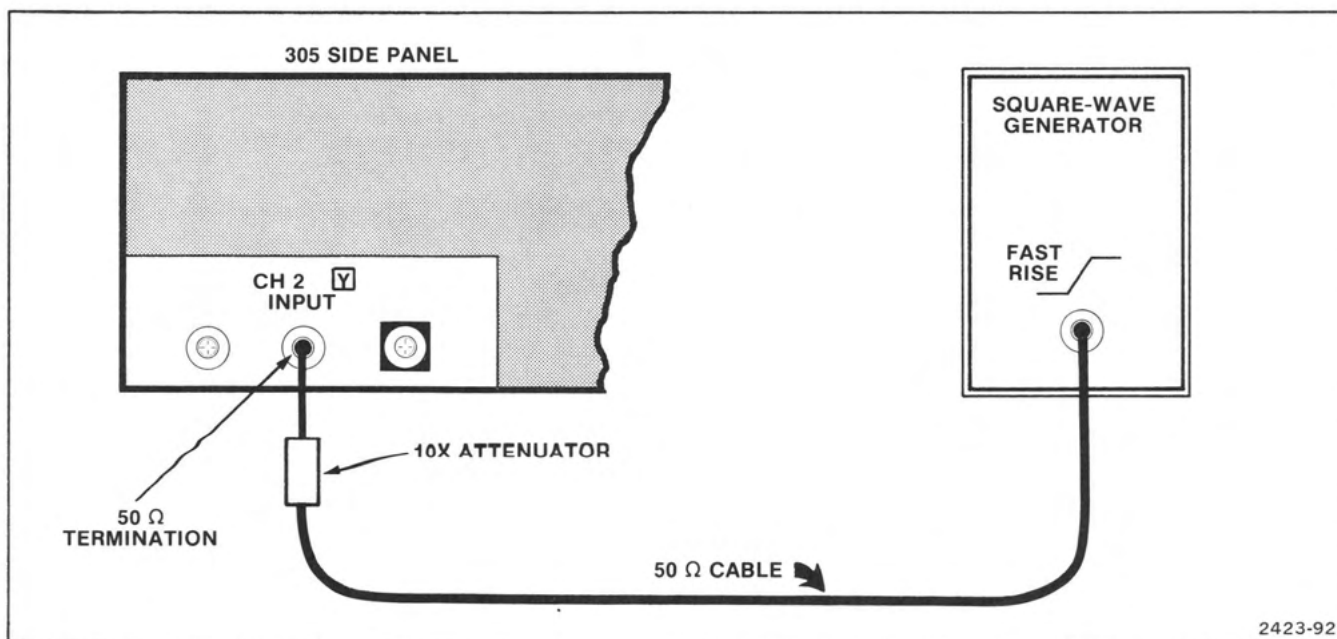 305 SIDE PANEL
SQUARE-WAVE
GENERATOR
CH 2 Y
INPUT
FAST
RISE
10X ATTENUATOR
50 Ω
TERMINATION
50 Ω CABLE
2423-92